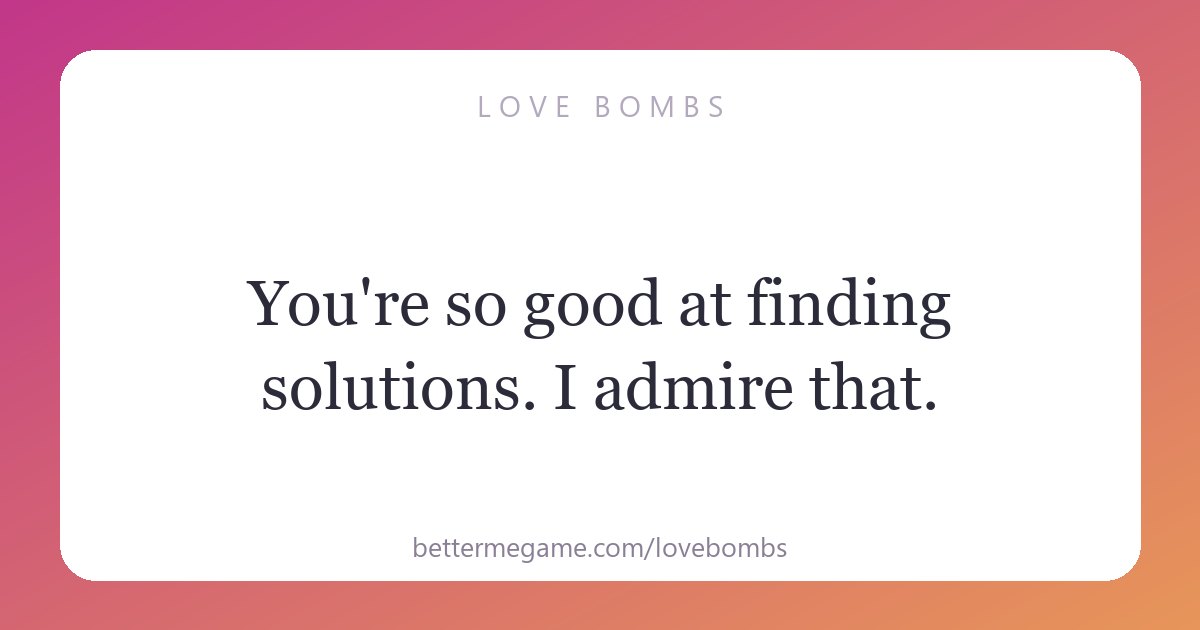 LOVE BOMBS
You're so good at finding
solutions. I admire that.
bettermegame.com/lovebombs